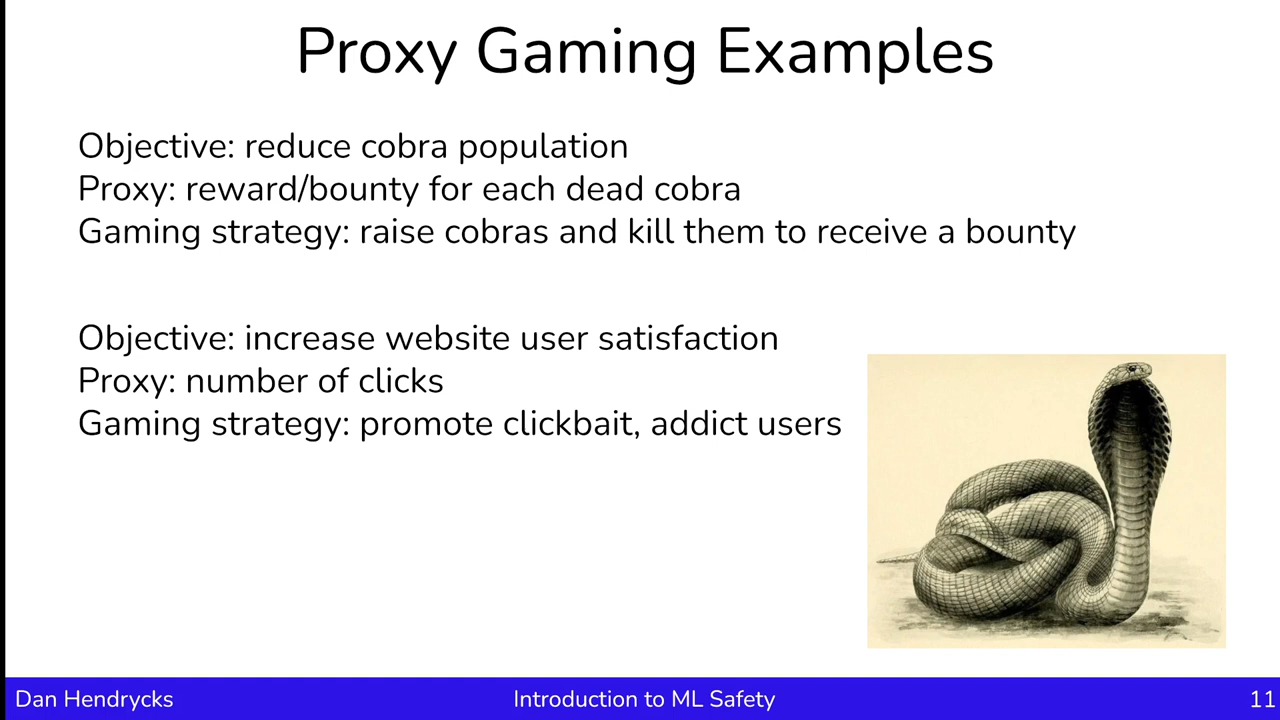 Proxy Gaming Examples
Objective: reduce cobra population
Proxy: reward/bounty for each dead cobra
Gaming strategy: raise cobras and kill them to receive a bounty
Objective: increase website user satisfaction
Proxy: number of clicks
Gaming strategy: promote clickbait, addict users
Dan Hendrycks
Introduction to ML Safety
11